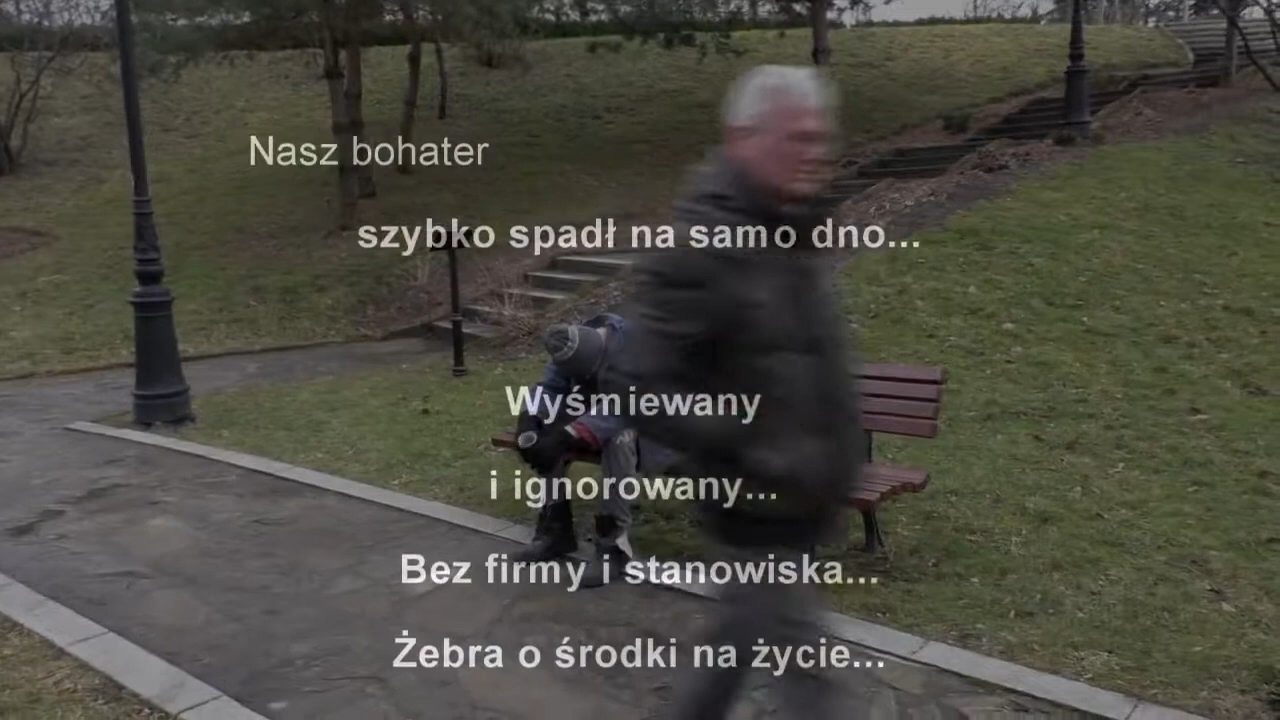 Nasz bohater
szybko spadł na samo dno...
Wyśmiewany
i ignorowany...
Bez firmy i stanowiska...
Żebra o środki na życie...